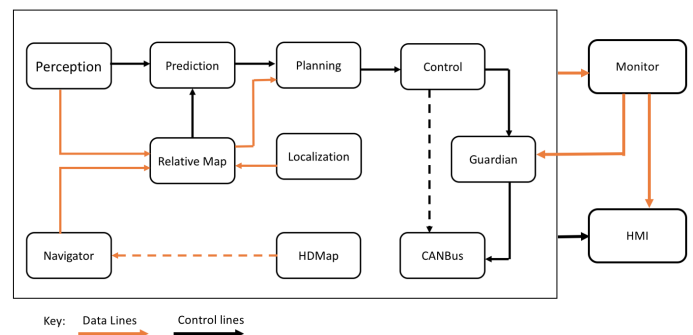 Perception
Prediction
Planning
Control
Monitor
Relative Map
Localization
Guardian
Navigator
HDMap
CANBus
HMI
Key:
Data Lines
Control lines